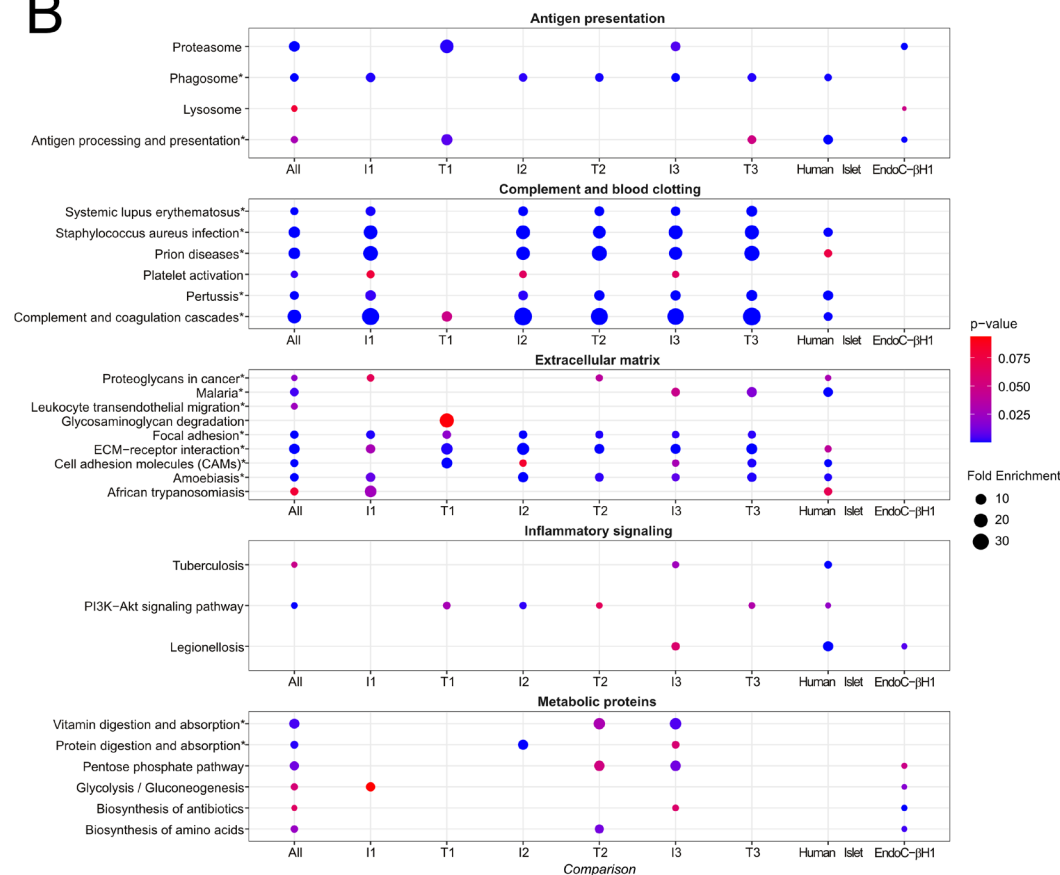 B
Antigen presentation
Proteasome
Phagosome*
Lysosome
Antigen processing and presentation*
All I1 T1 I2 T2 I3 T3 Human Islet EndoC−βH1
Complement and blood clotting
Systemic lupus erythematosus*
Staphylococcus aureus infection*
Prion diseases*
Platelet activation
Pertussis*
Complement and coagulation cascades*
All I1 T1 I2 T2 I3 T3 Human Islet EndoC−βH1
Extracellular matrix
Proteoglycans in cancer*
Malaria*
Leukocyte transendothelial migration*
Glycosaminoglycan degradation
Focal adhesion*
ECM−receptor interaction*
Cell adhesion molecules (CAMs)*
Amoebiasis*
African trypanosomiasis
All I1 T1 I2 T2 I3 T3 Human Islet EndoC−βH1
Inflammatory signaling
Tuberculosis
PI3K−Akt signaling pathway
Legionellosis
All I1 T1 I2 T2 I3 T3 Human Islet EndoC−βH1
Metabolic proteins
Vitamin digestion and absorption*
Protein digestion and absorption*
Pentose phosphate pathway
Glycolysis / Gluconeogenesis
Biosynthesis of antibiotics
Biosynthesis of amino acids
All I1 T1 I2 T2 I3 T3 Human Islet EndoC−βH1
Comparison
p−value
0.075
0.050
0.025
Fold Enrichment
10
20
30